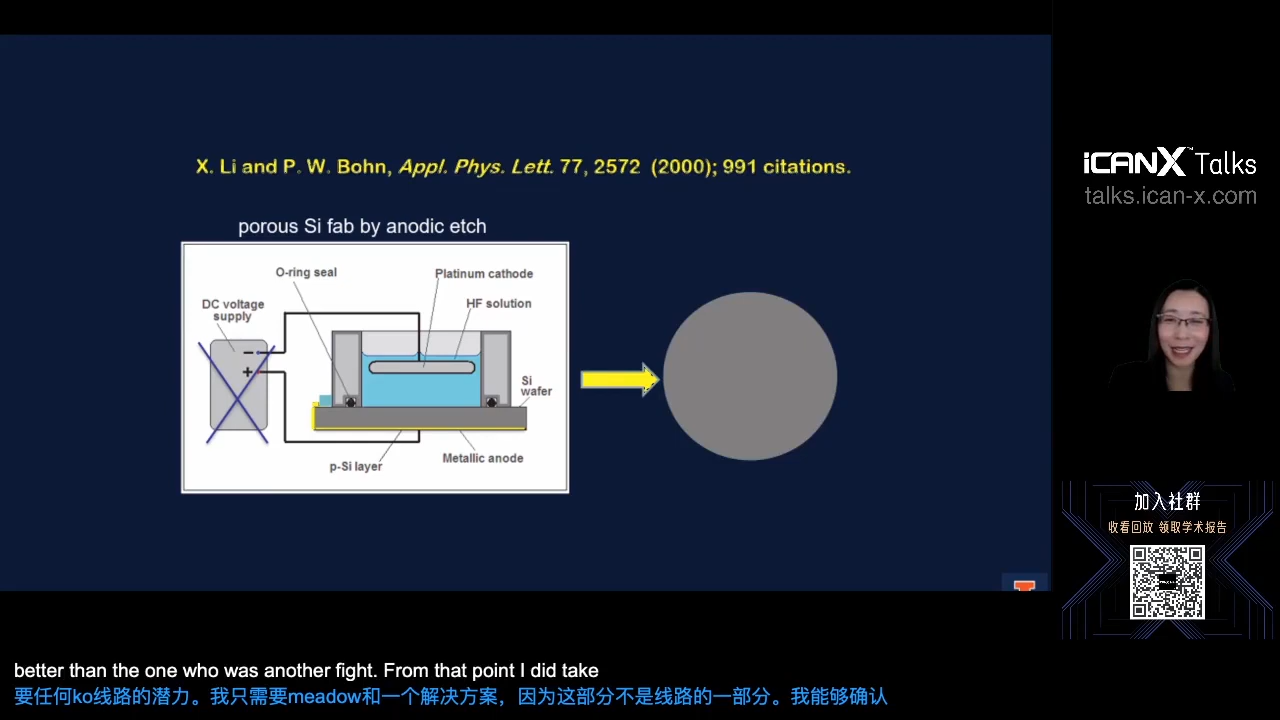 X. Li and P. W. Bohn, Appl. Phys. Lett. 77, 2572 (2000); 991 citations.
porous Si fab by anodic etch
O-ring seal
Platinum cathode
DC voltage
supply
HF solution
− 
+
Si
wafer
p-Si layer
Metallic anode
iCANX™ Talks
talks.ican-x.com
加入社群
收看回放 领取学术报告
better than the one who was another fight. From that point I did take
要任何ko线路的潜力。我只需要meadow和一个解决方案，因为这部分不是线路的一部分。我能够确认